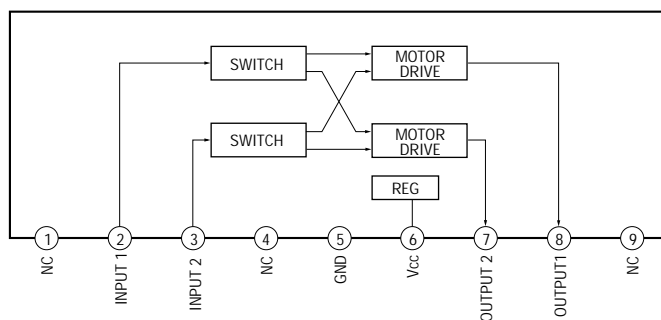 SWITCH
MOTOR
DRIVE
SWITCH
MOTOR
DRIVE
REG
1
2
3
4
5
6
7
8
9
NC
INPUT 1
INPUT 2
NC
GND
Vcc
OUTPUT 2
OUTPUT1
NC